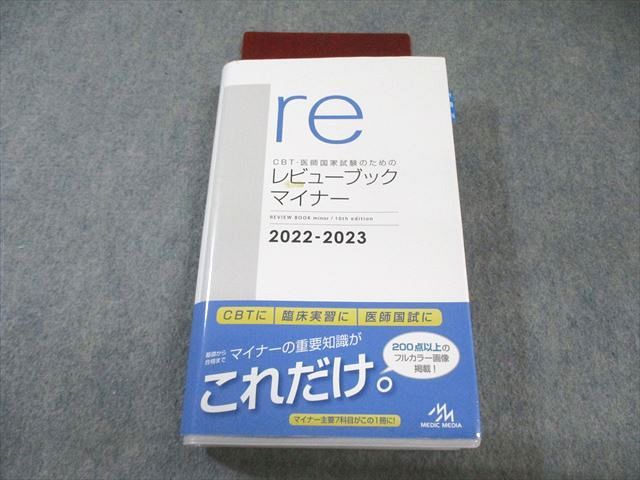 re
CBT・医師国家試験のための
レビューブック
マイナー
REVIEW BOOK minor / 10th edition
2022-2023
CBTに 臨床実習に 医師国試に
基礎から
合格まで
マイナーの重要知識が
これだけ。
200点以上の
フルカラー画像
掲載!
マイナー主要7科目がこの1冊に!
MEDIC MEDIA